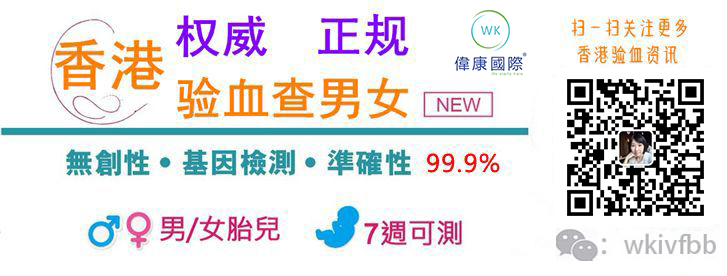 香港
权威 正规
验血查男女 NEW
WK
偉康國際
無創性•基因檢測•準確性 99.9%
男/女胎兒
7週可測
扫一扫关注更多
香港验血资讯
: wkivfbb